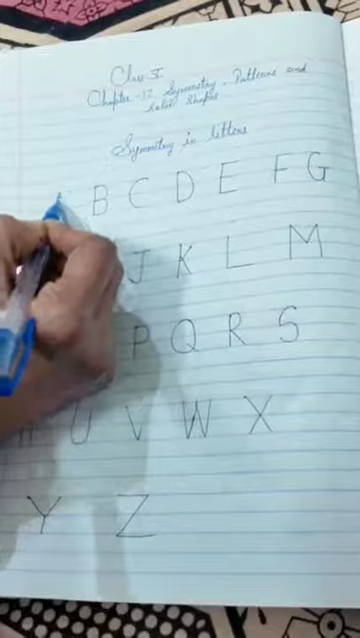 Class V
Chapter-12, Symmetry, Patterns and
Solid Shapes
Symmetry in letters
B C D E F G
J K L M
P Q R S
U V W X
Y Z